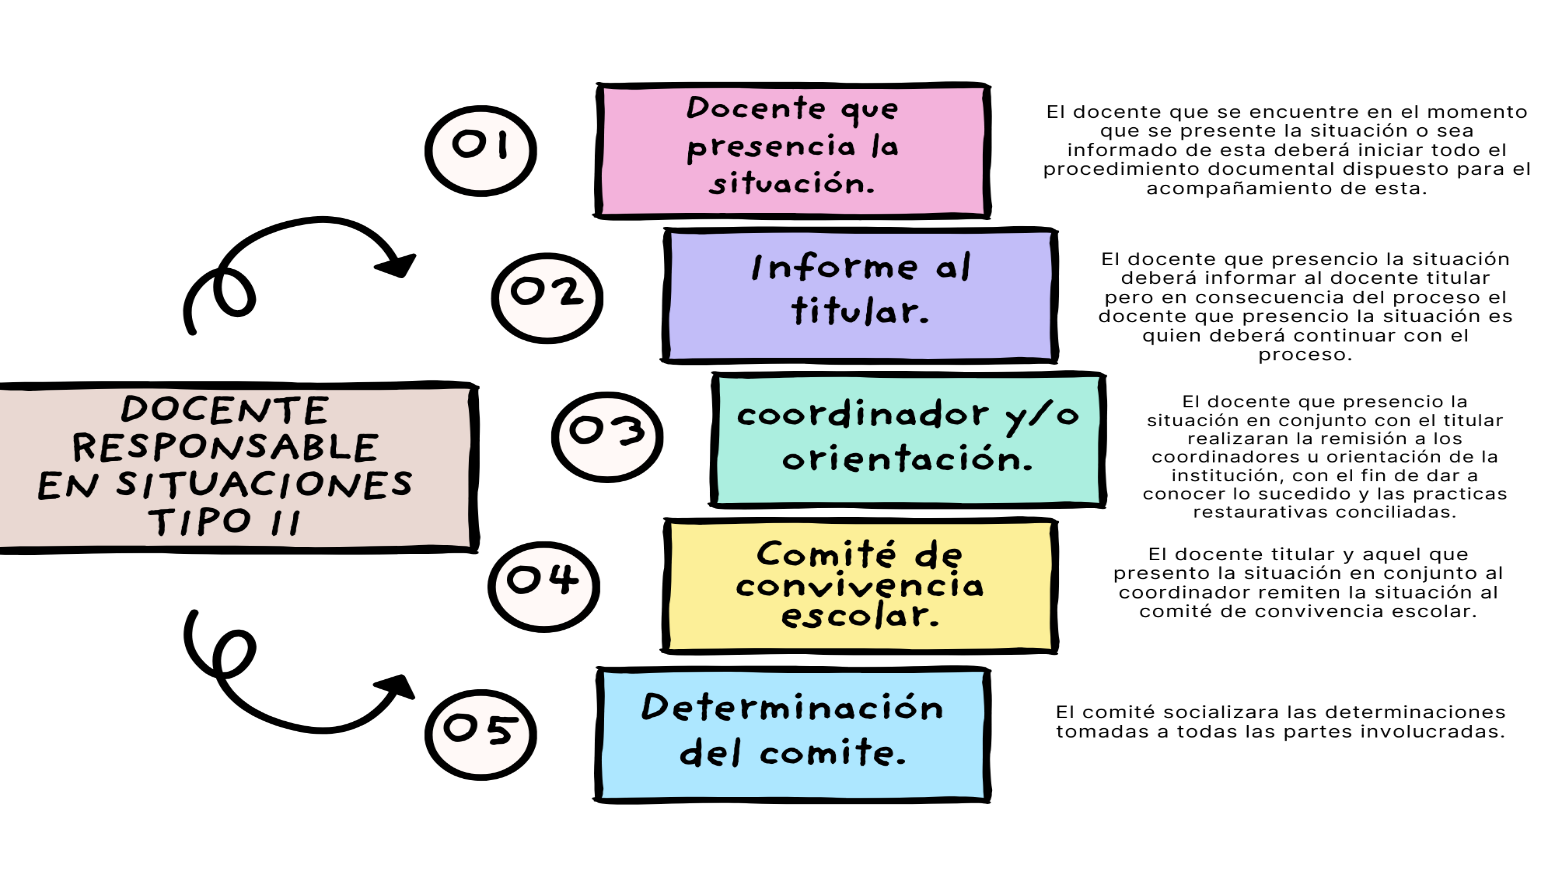 01
Docente que
presencia la
situación.
El docente que se encuentre en el momento
que se presente la situación o sea
informado de esta deberá iniciar todo el
procedimiento documental dispuesto para el
acompañamiento de esta.
02
Informe al
titular.
El docente que presencio la situación
deberá informar al docente titular
pero en consecuencia del proceso el
docente que presencio la situación es
quien deberá continuar con el
proceso.
DOCENTE
RESPONSABLE
EN SITUACIONES
TIPO II
03
coordinador y/o
orientación.
El docente que presencio la
situación en conjunto con el titular
realizaran la remisión a los
coordinadores u orientación de la
institución, con el fin de dar a
conocer lo sucedido y las practicas
restaurativas conciliadas.
04
Comité de
convivencia
escolar.
El docente titular y aquel que
presento la situación en conjunto al
coordinador remiten la situación al
comité de convivencia escolar.
05
Determinación
del comite.
El comité socializara las determinaciones
tomadas a todas las partes involucradas.